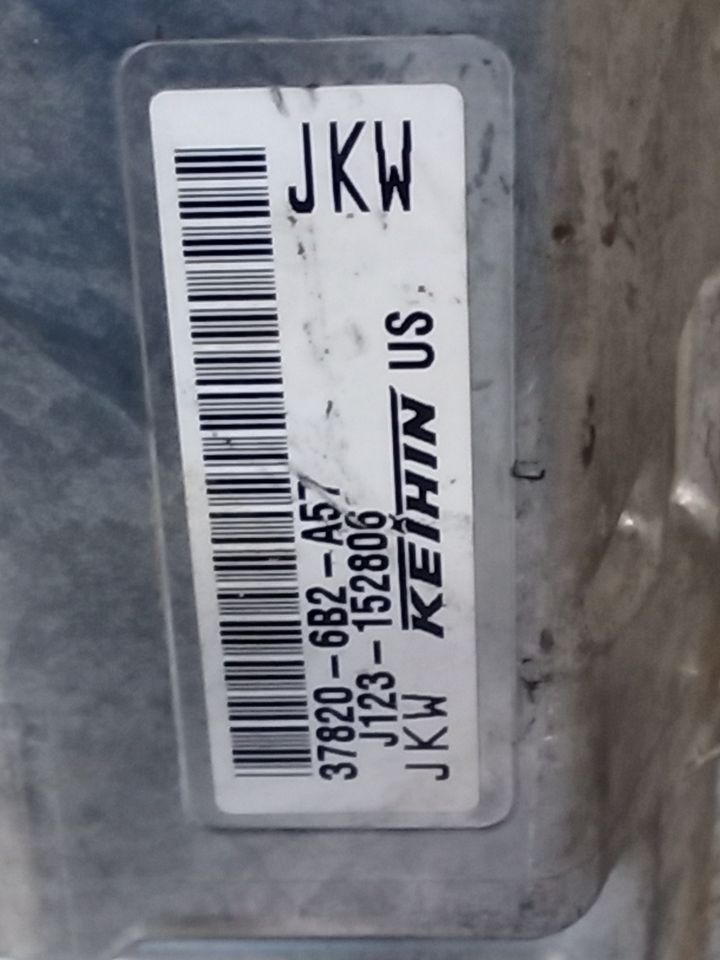 JKW
37820-6B2-A57
J123-152806
JKW KEIHIN US